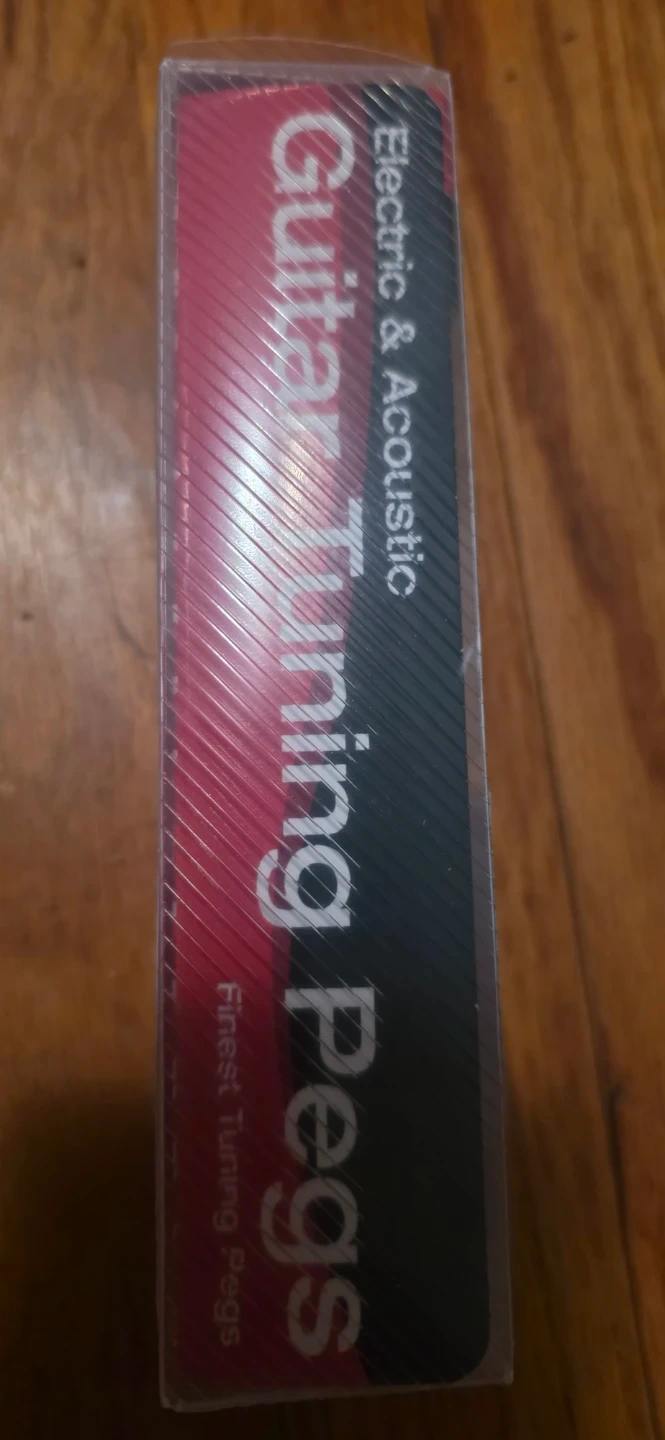 Electric & Acoustic
Guitar Tuning Pegs
Finest Tuning Pegs